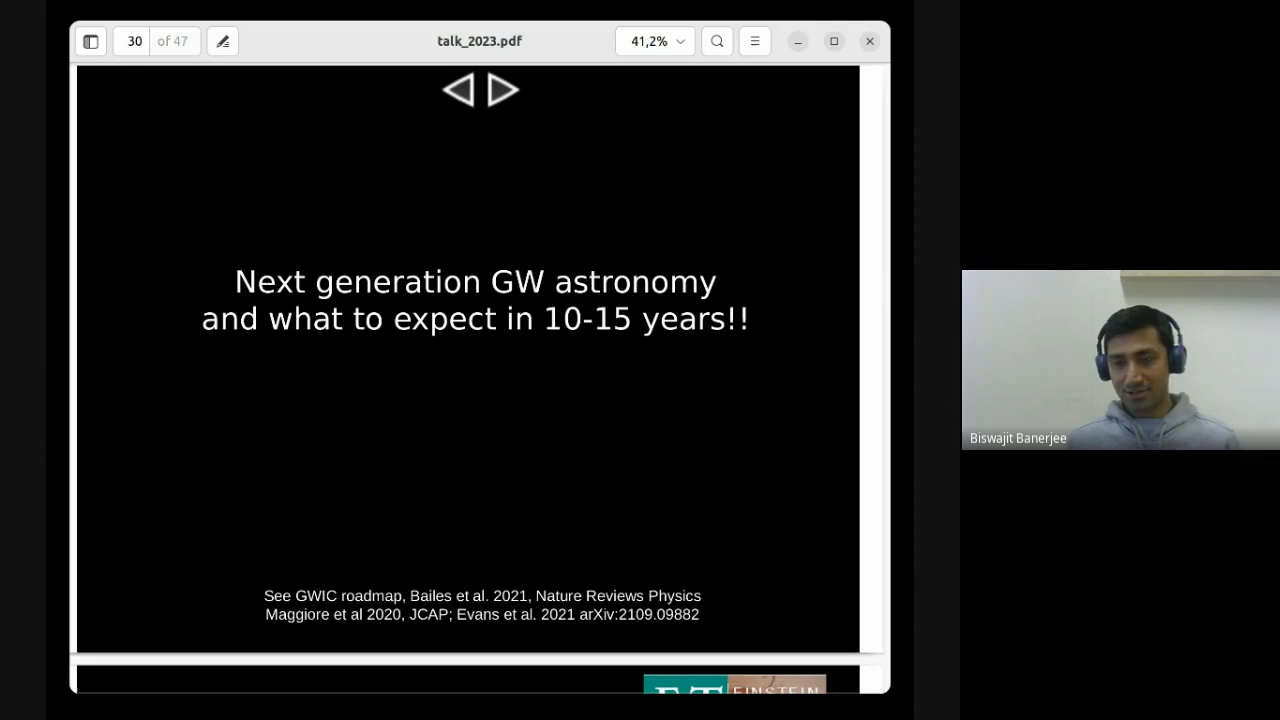 30 of 47
talk_2023.pdf
41,2%
Next generation GW astronomy
and what to expect in 10-15 years!!
See GWIC roadmap, Bailes et al. 2021, Nature Reviews Physics
Maggiore et al 2020, JCAP; Evans et al. 2021 arXiv:2109.09882
ET EINSTEIN
Biswajit Banerjee